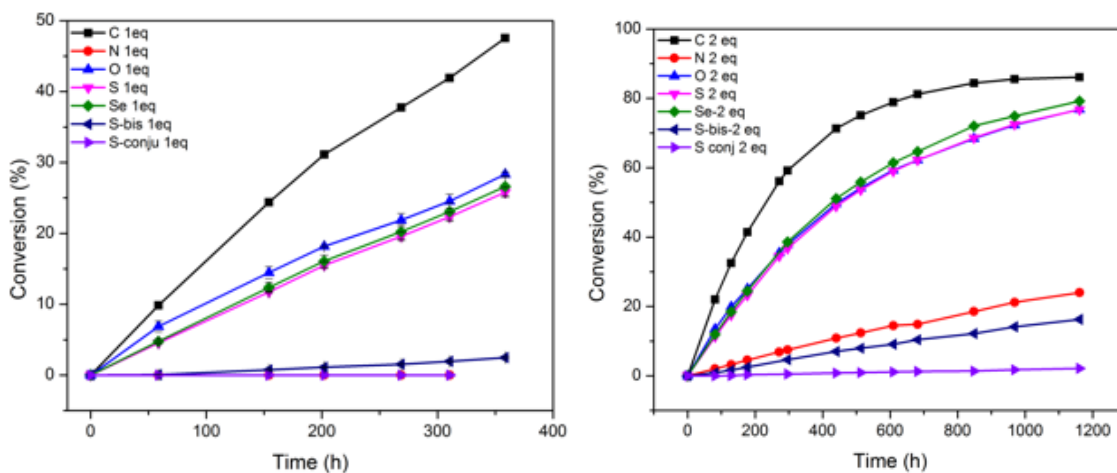 50
40
30
20
10
0
Conversion (%)
C 1eq
N 1eq
O 1eq
S 1eq
Se 1eq
S-bis 1eq
S-conju 1eq
0 100 200 300 400
Time (h)
100
80
60
40
20
0
Conversion (%)
C 2 eq
N 2 eq
O 2 eq
S 2 eq
Se-2 eq
S-bis-2 eq
S conj 2 eq
0 200 400 600 800 1000 1200
Time (h)